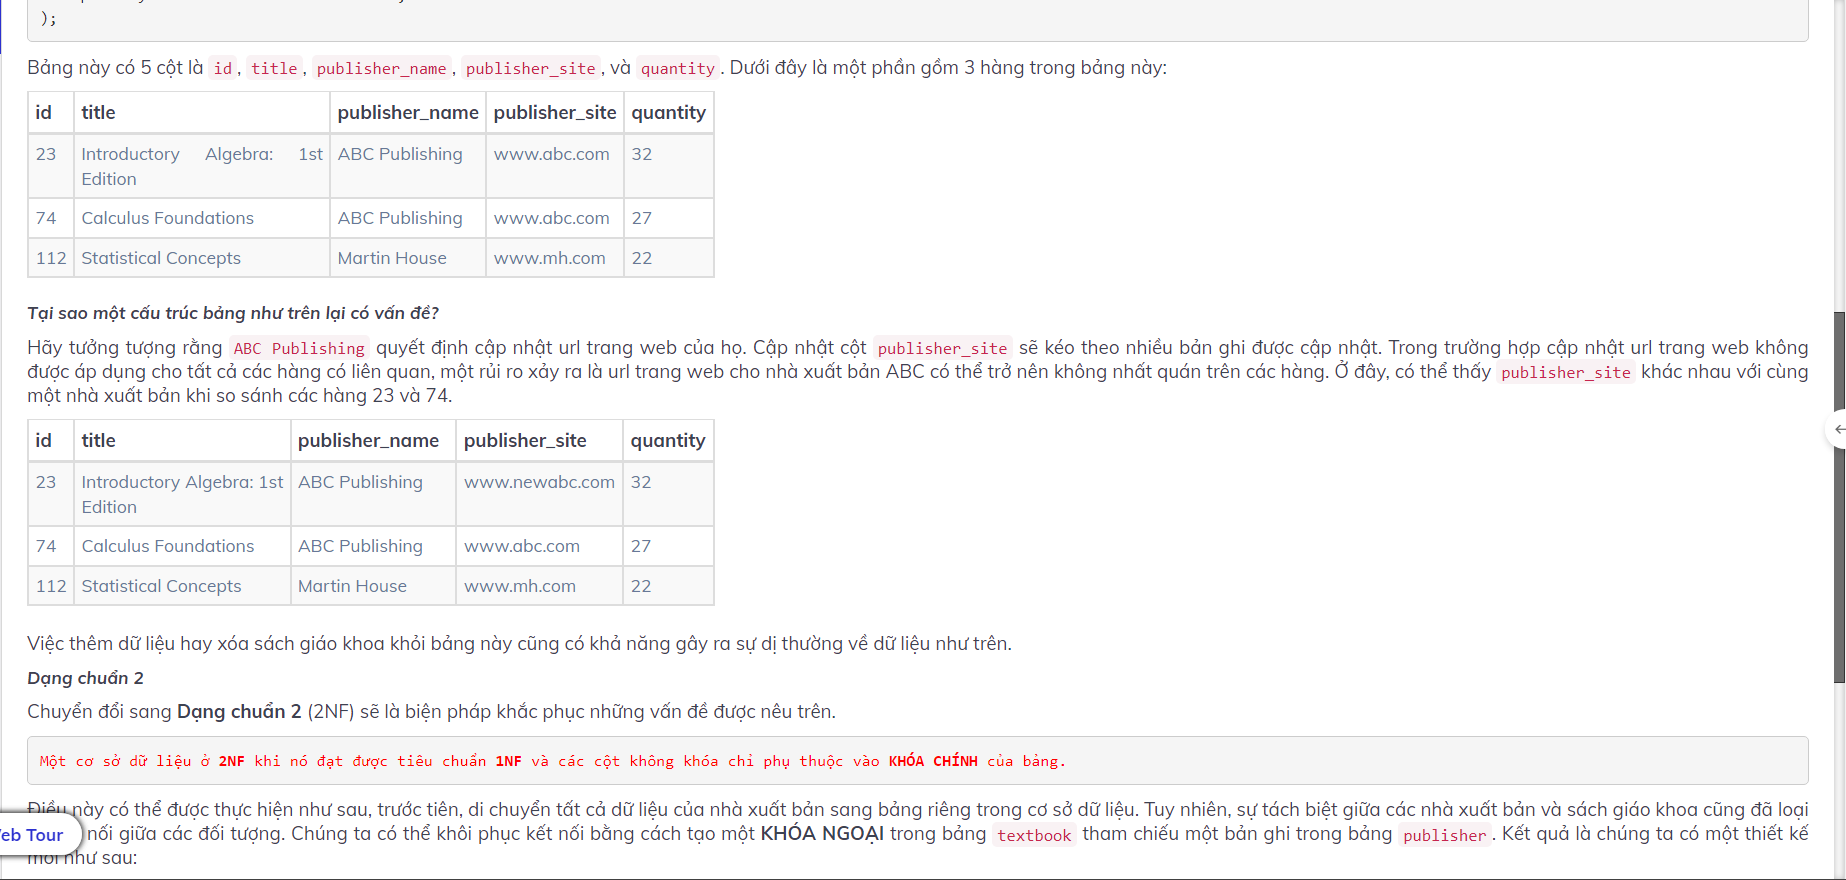 );
Bảng này có 5 cột là id, title, publisher_name, publisher_site, và quantity. Dưới đây là một phần gồm 3 hàng trong bảng này:
id title publisher_name publisher_site quantity
23 Introductory Algebra: 1st ABC Publishing www.abc.com 32
Edition
74 Calculus Foundations ABC Publishing www.abc.com 27
112 Statistical Concepts Martin House www.mh.com 22
Tại sao một cấu trúc bảng như trên lại có vấn đề?
Hãy tưởng tượng rằng ABC Publishing quyết định cập nhật url trang web của họ. Cập nhật cột publisher_site sẽ kéo theo nhiều bản ghi được cập nhật. Trong trường hợp cập nhật url trang web không
được áp dụng cho tất cả các hàng có liên quan, một rủi ro xảy ra là url trang web cho nhà xuất bản ABC có thể trở nên không nhất quán trên các hàng. Ở đây, có thể thấy publisher_site khác nhau với cùng
một nhà xuất bản khi so sánh các hàng 23 và 74.
id title publisher_name publisher_site quantity
23 Introductory Algebra: 1st ABC Publishing www.newabc.com 32
Edition
74 Calculus Foundations ABC Publishing www.abc.com 27
112 Statistical Concepts Martin House www.mh.com 22
Việc thêm dữ liệu hay xóa sách giáo khoa khỏi bảng này cũng có khả năng gây ra sự dị thường về dữ liệu như trên.
Dạng chuẩn 2
Chuyển đổi sang Dạng chuẩn 2 (2NF) sẽ là biện pháp khắc phục những vấn đề được nêu trên.
Một cơ sở dữ liệu ở 2NF khi nó đạt được tiêu chuẩn 1NF và các cột không khóa chỉ phụ thuộc vào KHÓA CHÍNH của bảng.
Điều này có thể được thực hiện như sau, trước tiên, di chuyển tất cả dữ liệu của nhà xuất bản sang bảng riêng trong cơ sở dữ liệu. Tuy nhiên, sự tách biệt giữa các nhà xuất bản và sách giáo khoa cũng đã loại
eb Tour nối giữa các đối tượng. Chúng ta có thể khôi phục kết nối bằng cách tạo một KHÓA NGOẠI trong bảng textbook tham chiếu một bản ghi trong bảng publisher. Kết quả là chúng ta có một thiết kế
mới như sau: